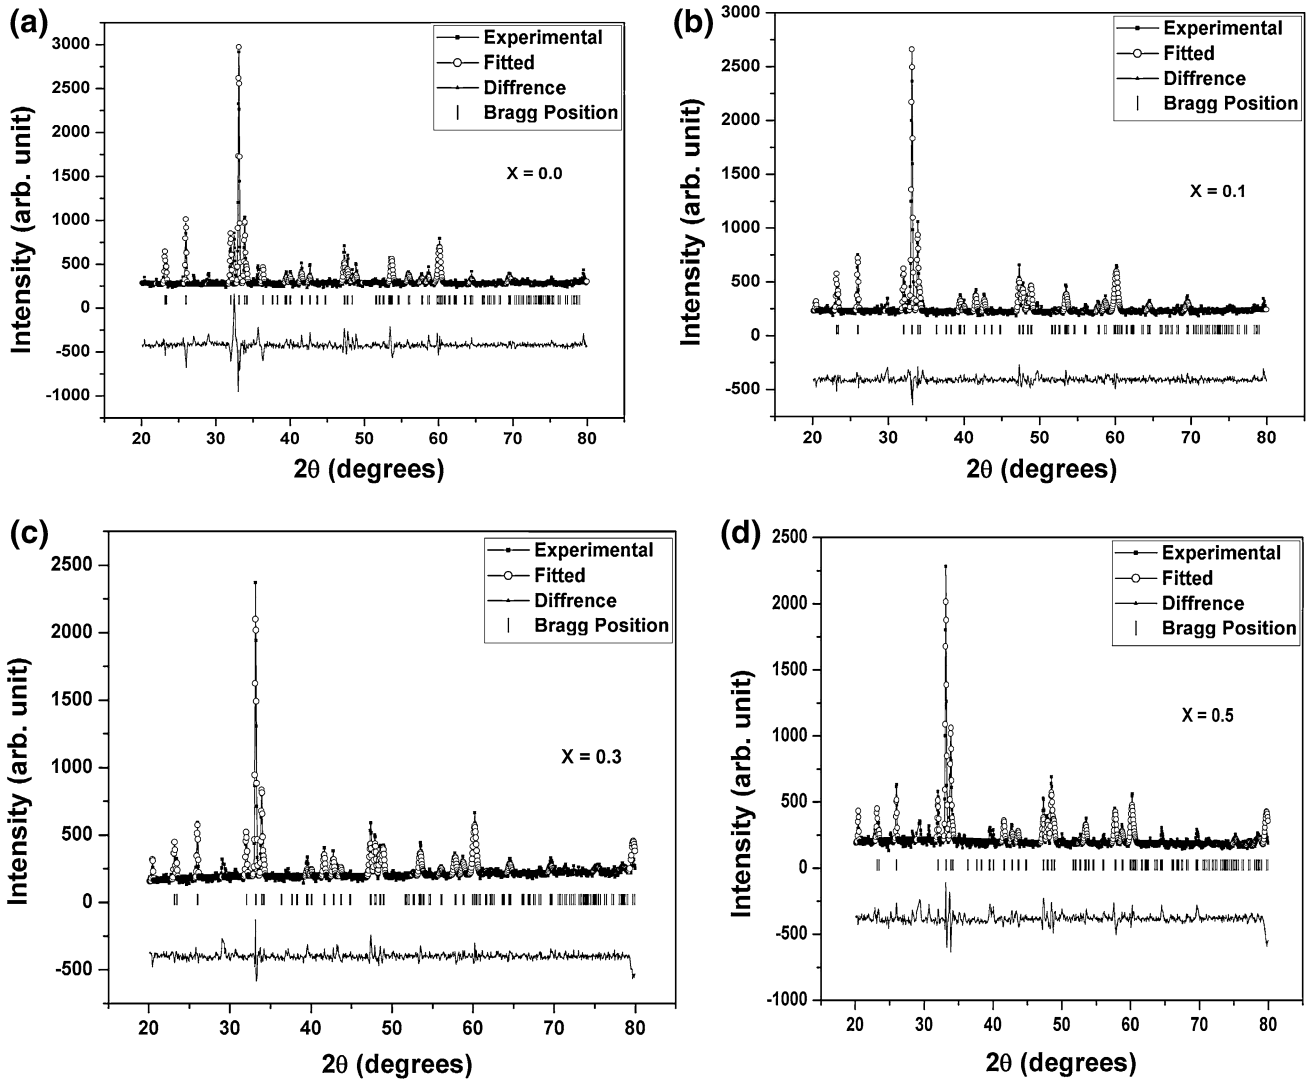 (a)
3000
2500
2000
1500
1000
500
0
-500
-1000
Intensity (arb. unit)
Experimental
Fitted
Diffrence
Bragg Position
X = 0.0
20 30 40 50 60 70 80
2θ (degrees)
(b)
3000
2500
2000
1500
1000
500
0
-500
Intensity (arb. unit)
Experimental
Fitted
Diffrence
Bragg Position
X = 0.1
20 30 40 50 60 70 80
2θ (degrees)
(c)
2500
2000
1500
1000
500
0
-500
Intensity (arb. unit)
Experimental
Fitted
Diffrence
Bragg Position
X = 0.3
20 30 40 50 60 70 80
2θ (degrees)
(d)
2500
2000
1500
1000
500
0
-500
-1000
Intensity (arb. unit)
Experimental
Fitted
Diffrence
Bragg Position
X = 0.5
20 30 40 50 60 70 80
2θ (degrees)